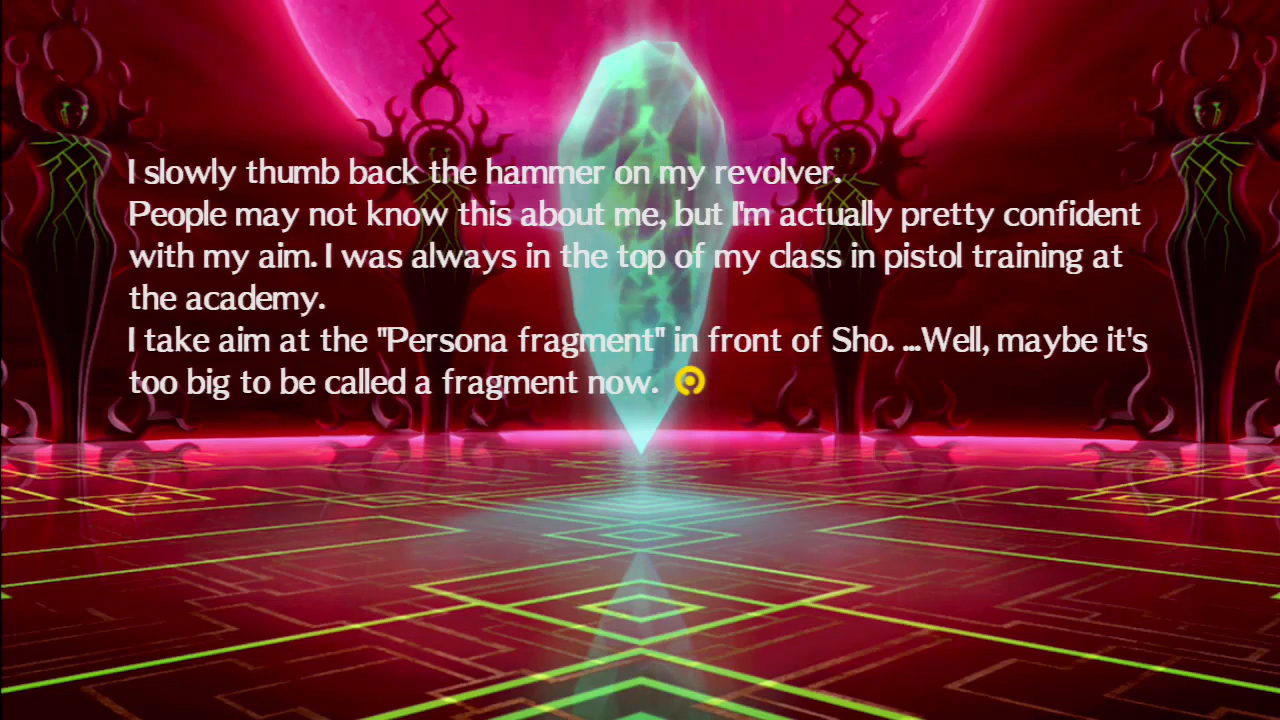 I slowly thumb back the hammer on my revolver.
People may not know this about me, but I'm actually pretty confident
with my aim. I was always in the top of my class in pistol training at
the academy.
I take aim at the "Persona fragment" in front of Sho. ...Well, maybe it's
too big to be called a fragment now.